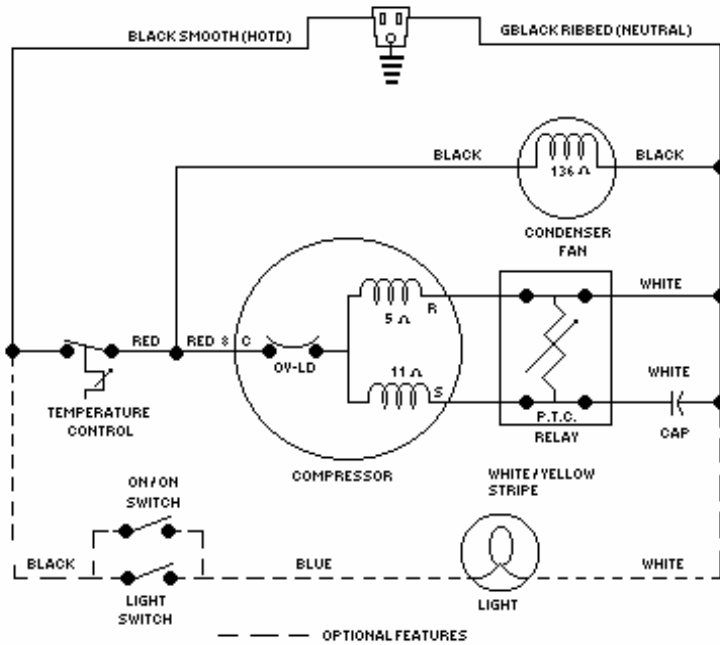 BLACK SMOOTH (HOTD)
GBLACK RIBBED (NEUTRAL)
BLACK
BLACK
136 Ω
CONDENSER
FAN
WHITE
R
5 Ω
RED
RED 8
C
OV-LD
11 Ω
S
WHITE
P.T.C.
RELAY
CAP
TEMPERATURE
CONTROL
COMPRESSOR
WHITE/YELLOW
STRIPE
ON/ON
SWITCH
BLACK
BLUE
WHITE
LIGHT
SWITCH
LIGHT
OPTIONAL FEATURES